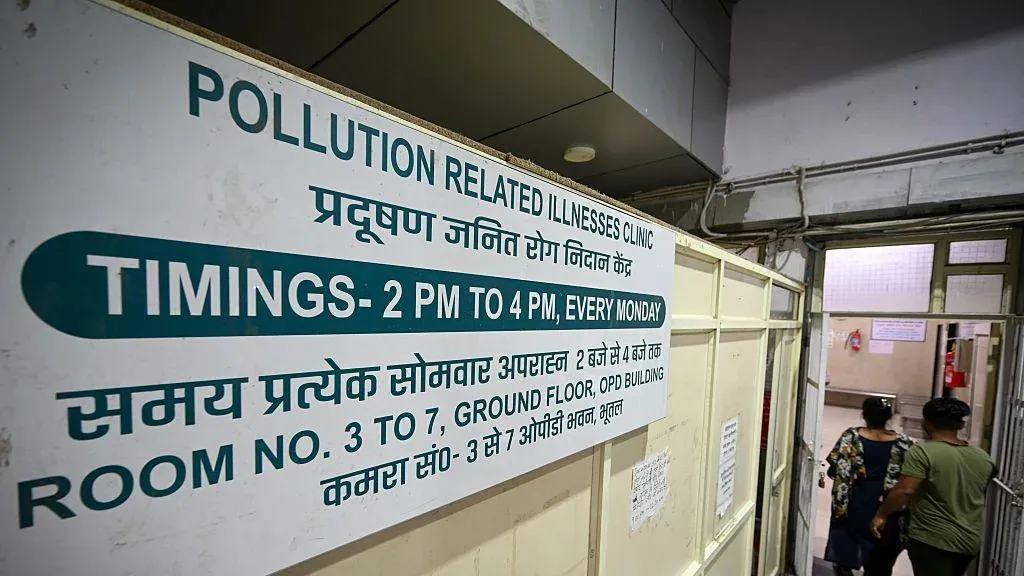 POLLUTION RELATED ILLNESSES CLINIC
प्रदूषण जनित रोग निदान केंद्र
TIMINGS- 2 PM TO 4 PM, EVERY MONDAY
समय प्रत्येक सोमवार अपराहन 2 बजे से 4 बजे तक
ROOM NO. 3 TO 7, GROUND FLOOR, OPD BUILDING
कमरा सं0- 3 से 7 ओपीडी भवन, भूतल